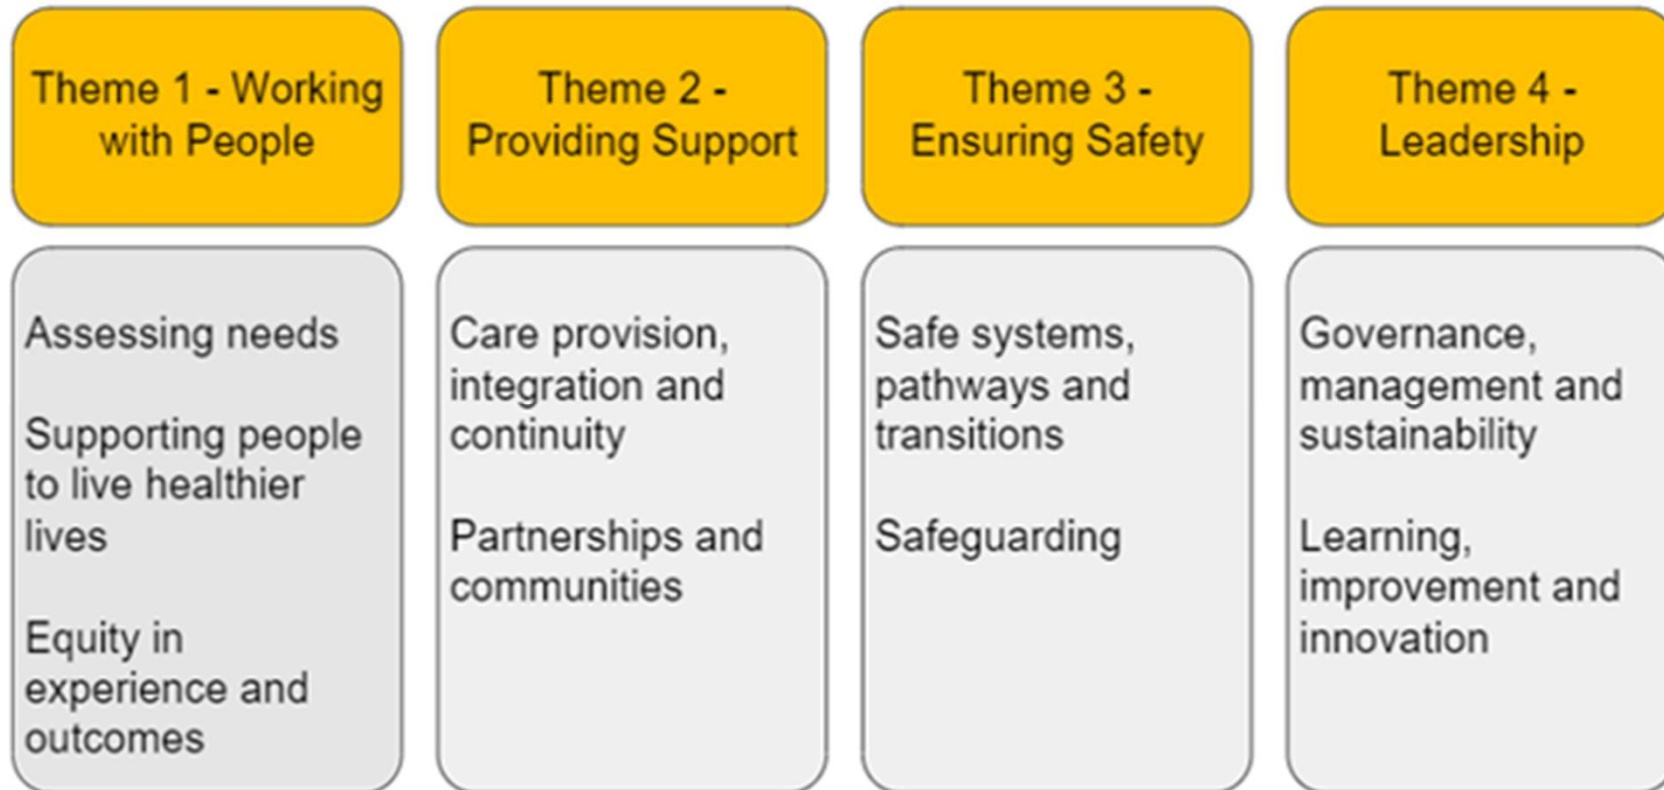 Theme 1 - Working
with People
Assessing needs
Supporting people
to live healthier
lives
Equity in
experience and
outcomes
Theme 2 -
Providing Support
Care provision,
integration and
continuity
Partnerships and
communities
Theme 3 -
Ensuring Safety
Safe systems,
pathways and
transitions
Safeguarding
Theme 4 -
Leadership
Governance,
management and
sustainability
Learning,
improvement and
innovation